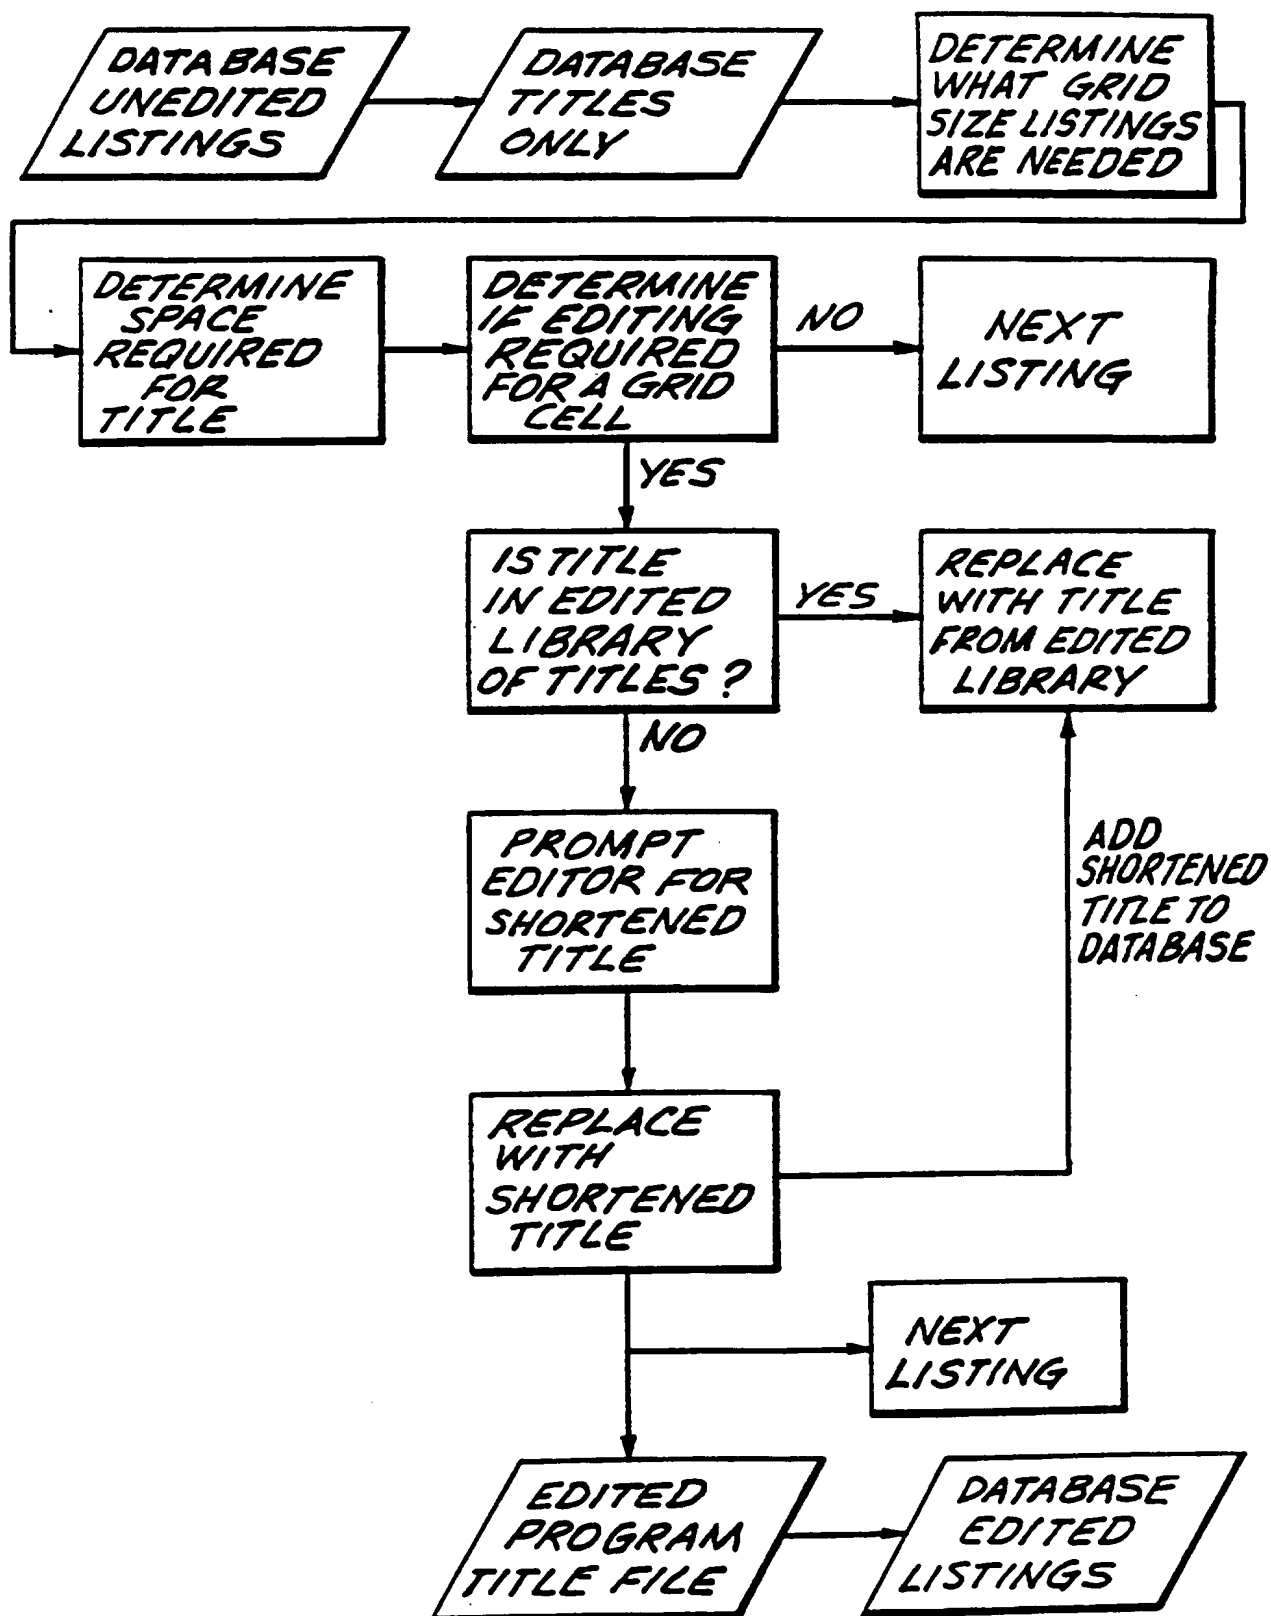 DATABASE
UNEDITED
LISTINGS
DATABASE
TITLES
ONLY
DETERMINE
WHAT GRID
SIZE LISTINGS
ARE NEEDED
DETERMINE
SPACE
REQUIRED
FOR
TITLE
DETERMINE
IF EDITING
REQUIRED
FOR A GRID
CELL
NO
NEXT
LISTING
YES
IS TITLE
IN EDITED
LIBRARY
OF TITLES ?
YES
REPLACE
WITH TITLE
FROM EDITED
LIBRARY
NO
PROMPT
EDITOR FOR
SHORTENED
TITLE
ADD
SHORTENED
TITLE TO
DATABASE
REPLACE
WITH
SHORTENED
TITLE
NEXT
LISTING
EDITED
PROGRAM
TITLE FILE
DATABASE
EDITED
LISTINGS